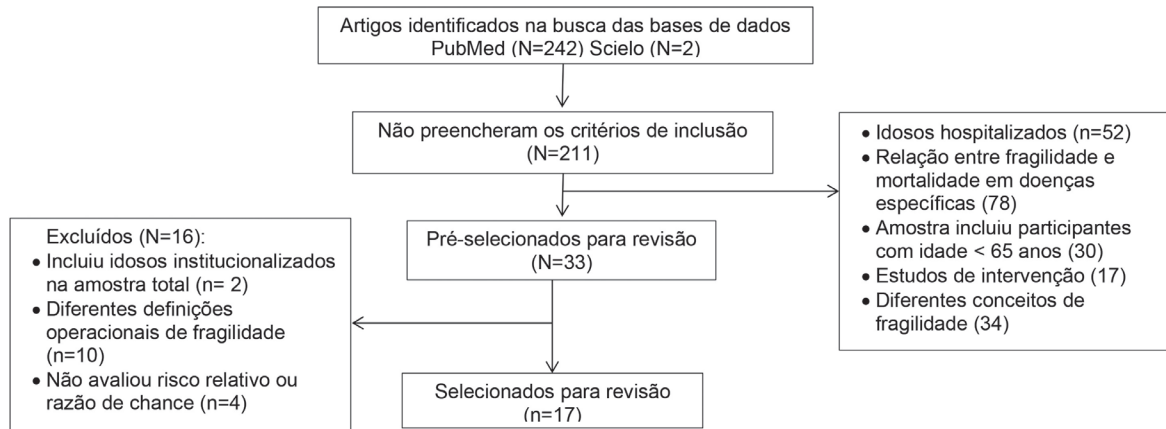 Artigos identificados na busca das bases de dados
PubMed (N=242) Scielo (N=2)
Não preencheram os critérios de inclusão
(N=211)
• Idosos hospitalizados (n=52)
• Relação entre fragilidade e
mortalidade em doenças
específicas (78)
• Amostra incluiu participantes
com idade < 65 anos (30)
• Estudos de intervenção (17)
• Diferentes conceitos de
fragilidade (34)
Pré-selecionados para revisão
(N=33)
Excluídos (N=16):
• Incluiu idosos institucionalizados
na amostra total (n= 2)
• Diferentes definições
operacionais de fragilidade
(n=10)
• Não avaliou risco relativo ou
razão de chance (n=4)
Selecionados para revisão
(n=17)